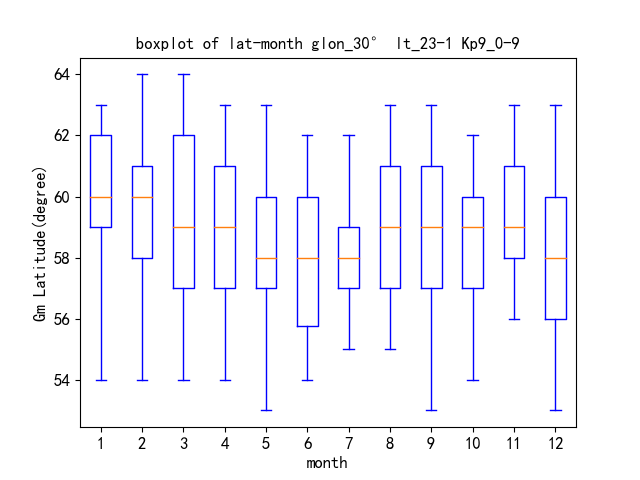 boxplot of lat-month glon_30° lt_23-1 Kp9_0-9
64
62
60
58
56
54
Gm Latitude(degree)
1 2 3 4 5 6 7 8 9 10 11 12
month